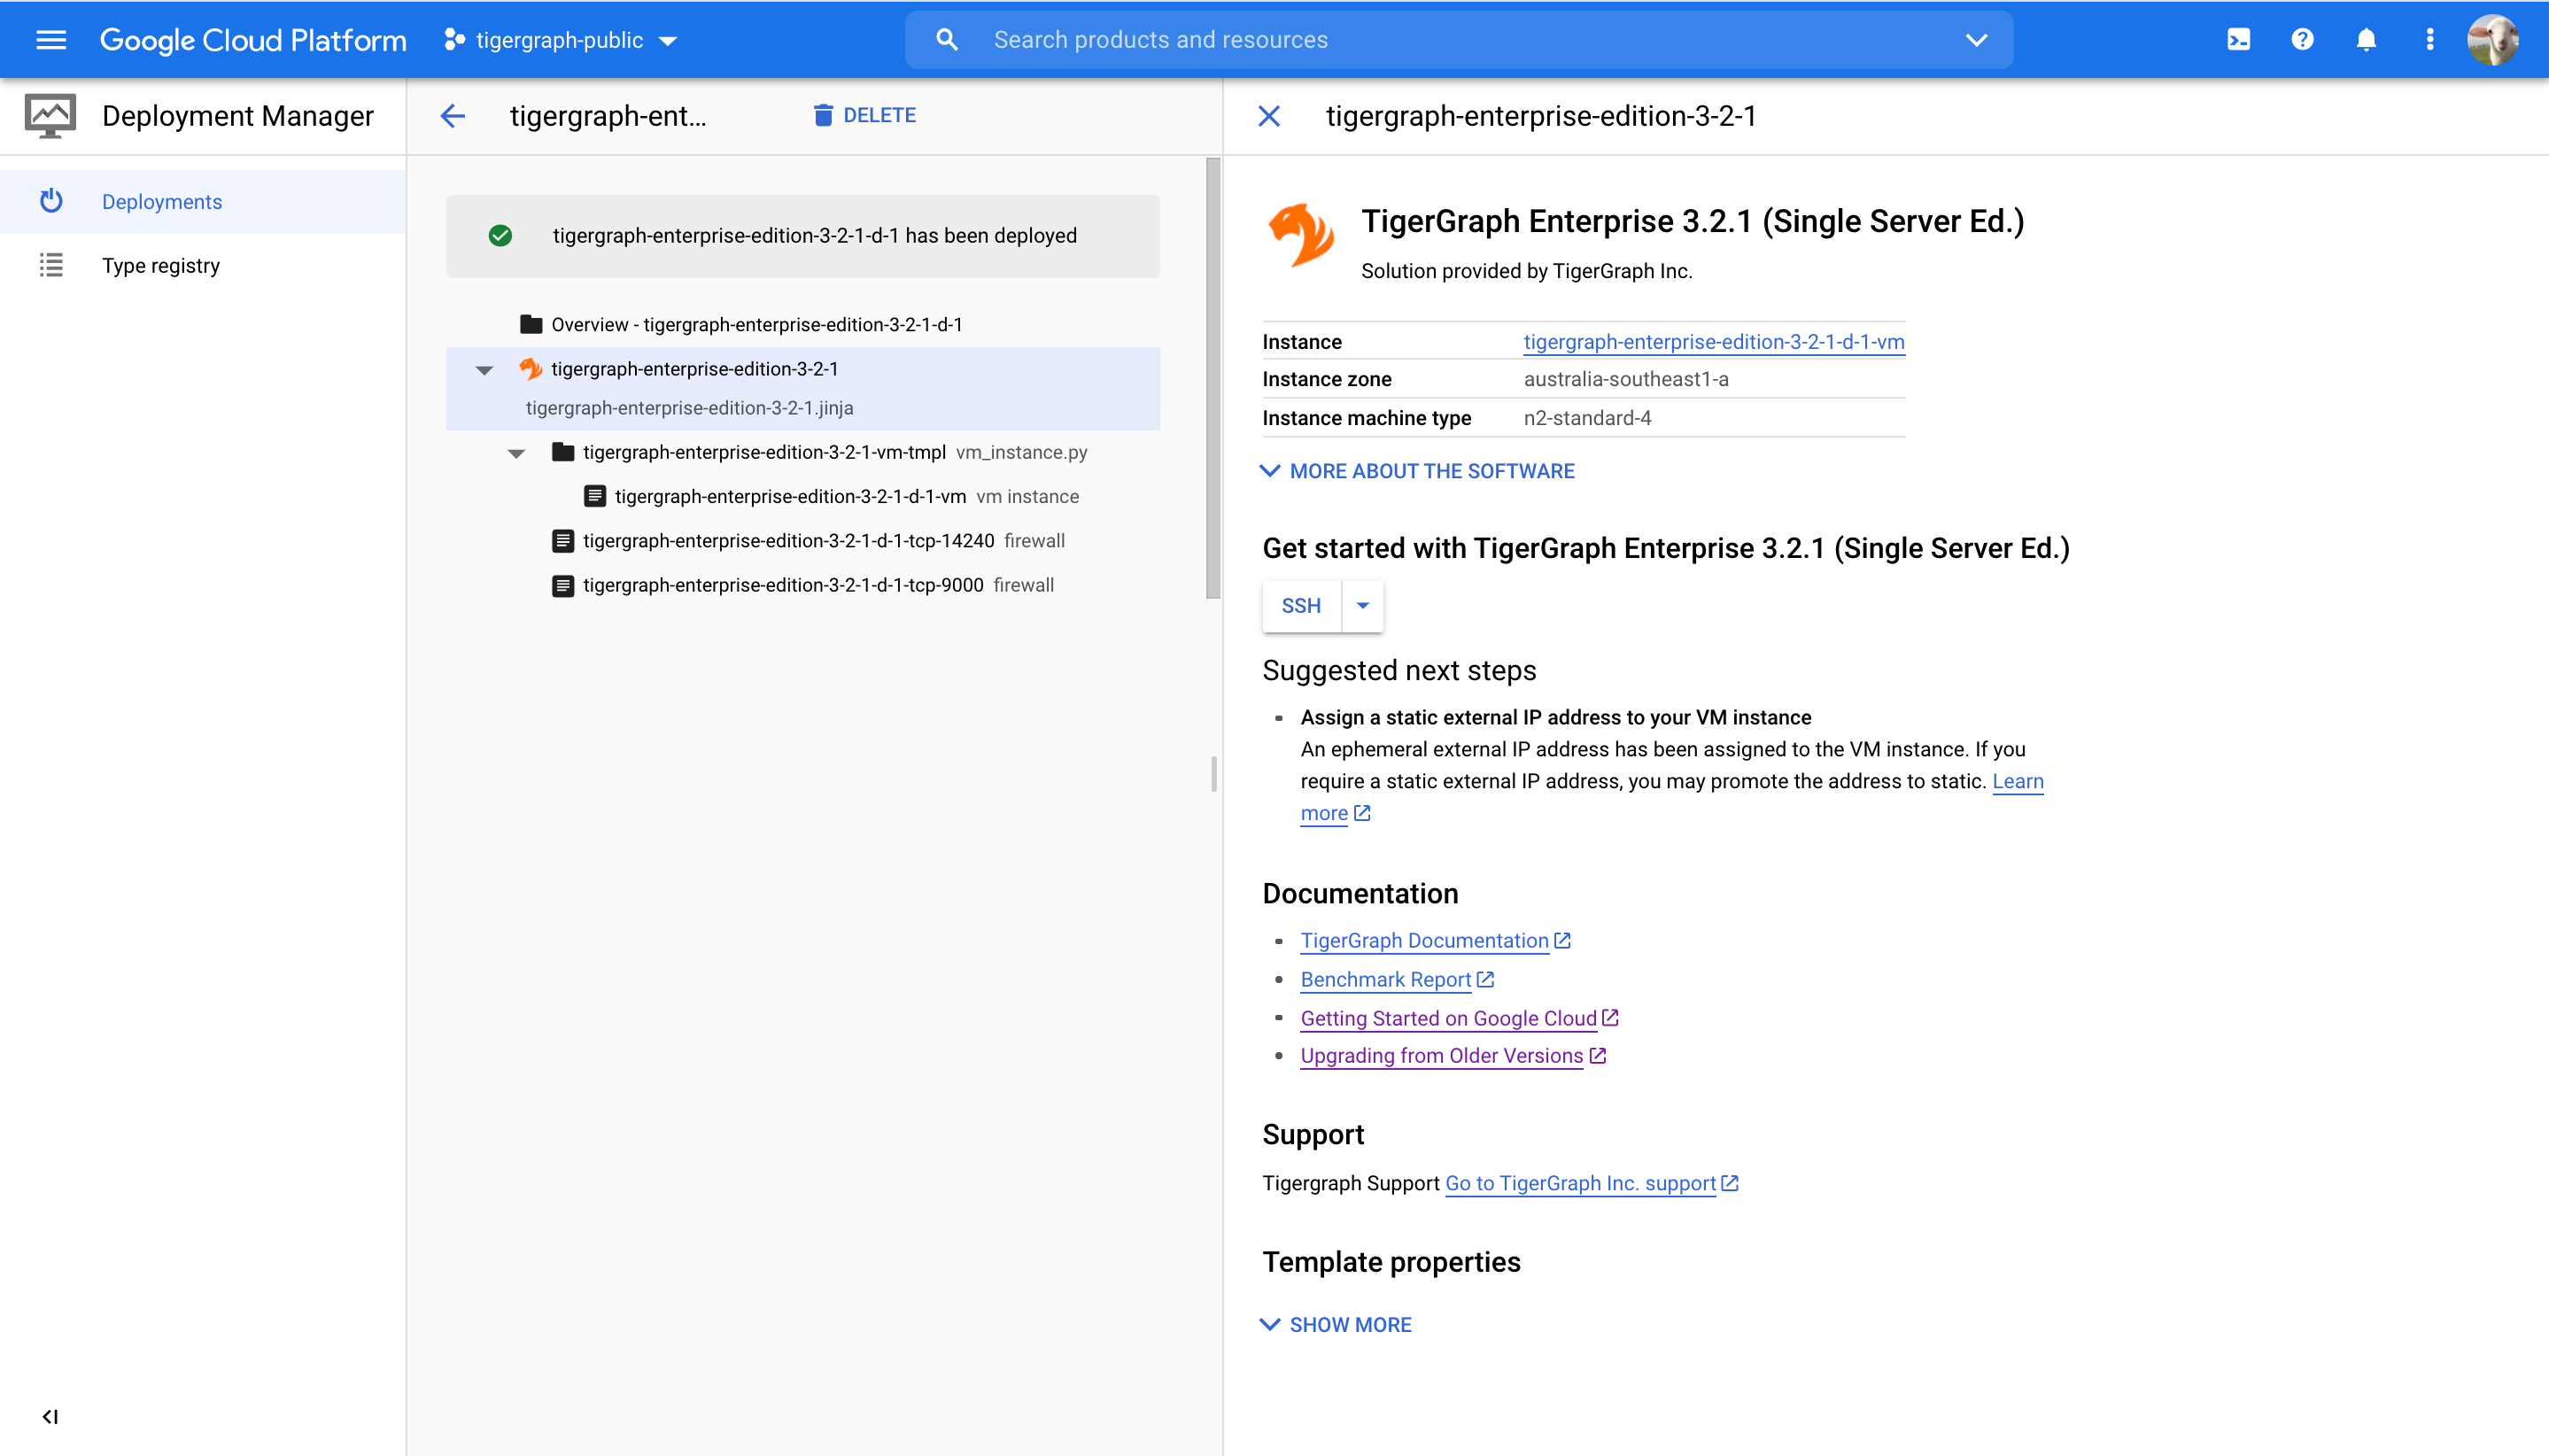 Google Cloud Platform
tigergraph-public
Search products and resources
Deployment Manager
Deployments
Type registry
tigergraph-ent...
DELETE
tigergraph-enterprise-edition-3-2-1-d-1 has been deployed
Overview - tigergraph-enterprise-edition-3-2-1-d-1
tigergraph-enterprise-edition-3-2-1
tigergraph-enterprise-edition-3-2-1.jinja
tigergraph-enterprise-edition-3-2-1-vm-tmpl vm_instance.py
tigergraph-enterprise-edition-3-2-1-d-1-vm vm instance
tigergraph-enterprise-edition-3-2-1-d-1-tcp-14240 firewall
tigergraph-enterprise-edition-3-2-1-d-1-tcp-9000 firewall
tigergraph-enterprise-edition-3-2-1
TigerGraph Enterprise 3.2.1 (Single Server Ed.)
Solution provided by TigerGraph Inc.
Instance tigergraph-enterprise-edition-3-2-1-d-1-vm
Instance zone australia-southeast1-a
Instance machine type n2-standard-4
MORE ABOUT THE SOFTWARE
Get started with TigerGraph Enterprise 3.2.1 (Single Server Ed.)
SSH
Suggested next steps
Assign a static external IP address to your VM instance
An ephemeral external IP address has been assigned to the VM instance. If you
require a static external IP address, you may promote the address to static. Learn
more
Documentation
TigerGraph Documentation
Benchmark Report
Getting Started on Google Cloud
Upgrading from Older Versions
Support
Tigergraph Support Go to TigerGraph Inc. support
Template properties
SHOW MORE